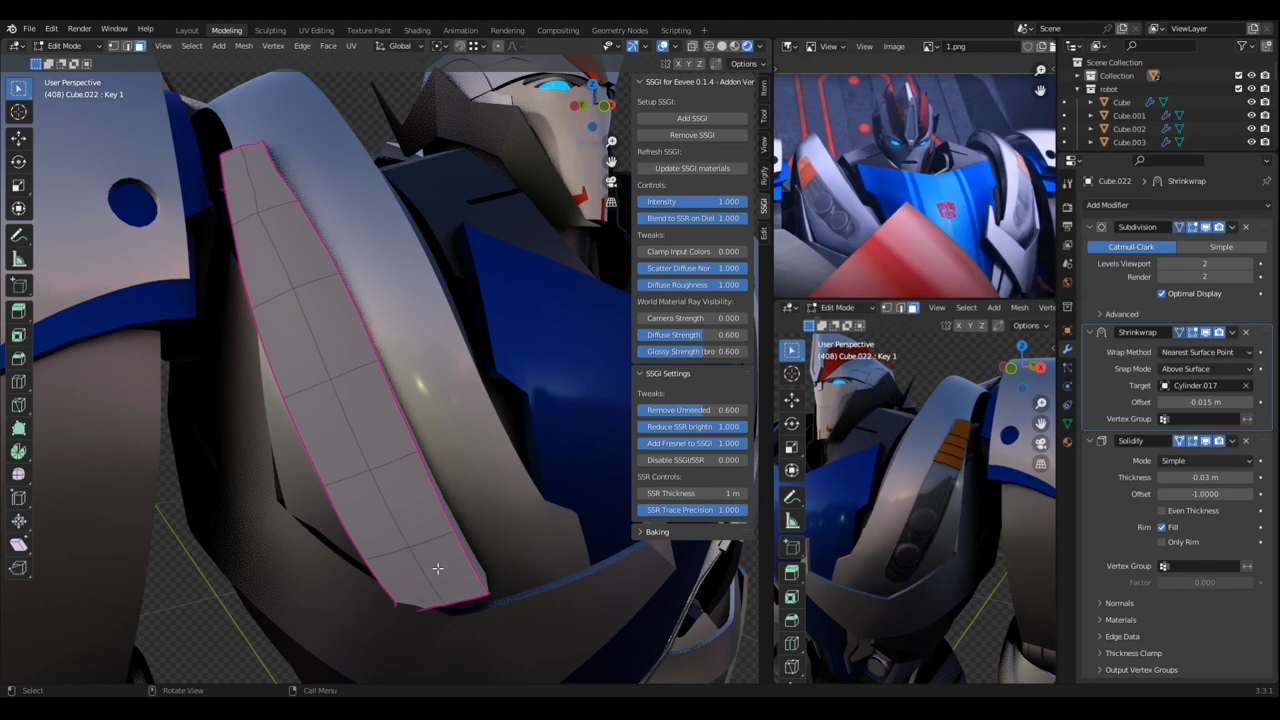 File Edit Render Window Help Layout Modeling Sculpting UV Editing Texture Paint Shading Animation Rendering Compositing Geometry Nodes Scripting Scene ViewLayer
Edit Mode View Select Add Mesh Vertex Edge Face UV Global
View View Image 1.png
Options
X Y Z
User Perspective
(408) Cube.022 : Key 1
SSGI for Eevee 0.1.4 - Addon Ver
Setup SSGI:
Add SSGI
Remove SSGI
Refresh SSGI:
Update SSGI materials
Controls:
Intensity 1.000
Blend to SSR on Diel 1.000
Tweaks:
Clamp Input Colors 0.000
Scatter Diffuse Nor 1.000
Diffuse Roughness 1.000
World Material Ray Visibility:
Camera Strength 0.000
Diffuse Strength 0.600
Glossy Strength (bro 0.600
SSGI Settings
Tweaks:
Remove Unneeded 0.600
Reduce SSR brightn 1.000
Add Fresnel to SSGI 1.000
Disable SSGI/SSR 0.000
SSR Controls:
SSR Thickness 1 m
SSR Trace Precision 1.000
Baking
Item
Tool
View
Rigify
SSGI
Edit
Edit Mode View Select Add Mesh
X Y Z Options
User Perspective
(408) Cube.022 : Key 1
Z
X
Scene Collection
Collection
robot
Cube
Cube.001
Cube.002
Cube.003
Cube.022 Shrinkwrap
Add Modifier
Subdivision
Catmull-Clark Simple
Levels Viewport 2
Render 2
Optimal Display
Advanced
Shrinkwrap
Wrap Method Nearest Surface Point
Snap Mode Above Surface
Target Cylinder.017
Offset -0.015 m
Vertex Group
Solidify
Mode Simple
Thickness -0.03 m
Offset -1.0000
Even Thickness
Rim Fill
Only Rim
Vertex Group
Factor 0.000
Normals
Materials
Edge Data
Thickness Clamp
Output Vertex Groups
Select Rotate View Call Menu 3.3.1